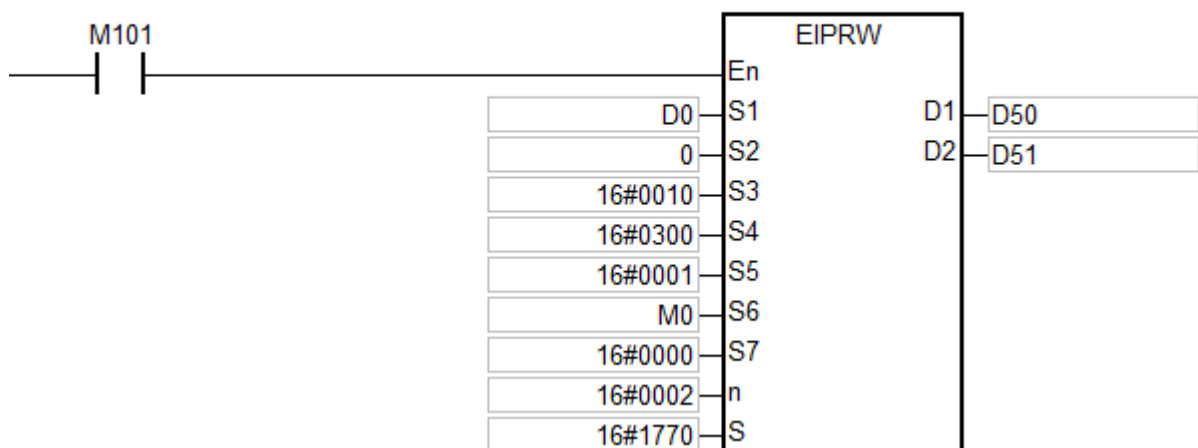 M101
EIPRW
En
D0 S1 D1 D50
0 S2 D2 D51
16#0010 S3
16#0300 S4
16#0001 S5
M0 S6
16#0000 S7
16#0002 n
16#1770 S